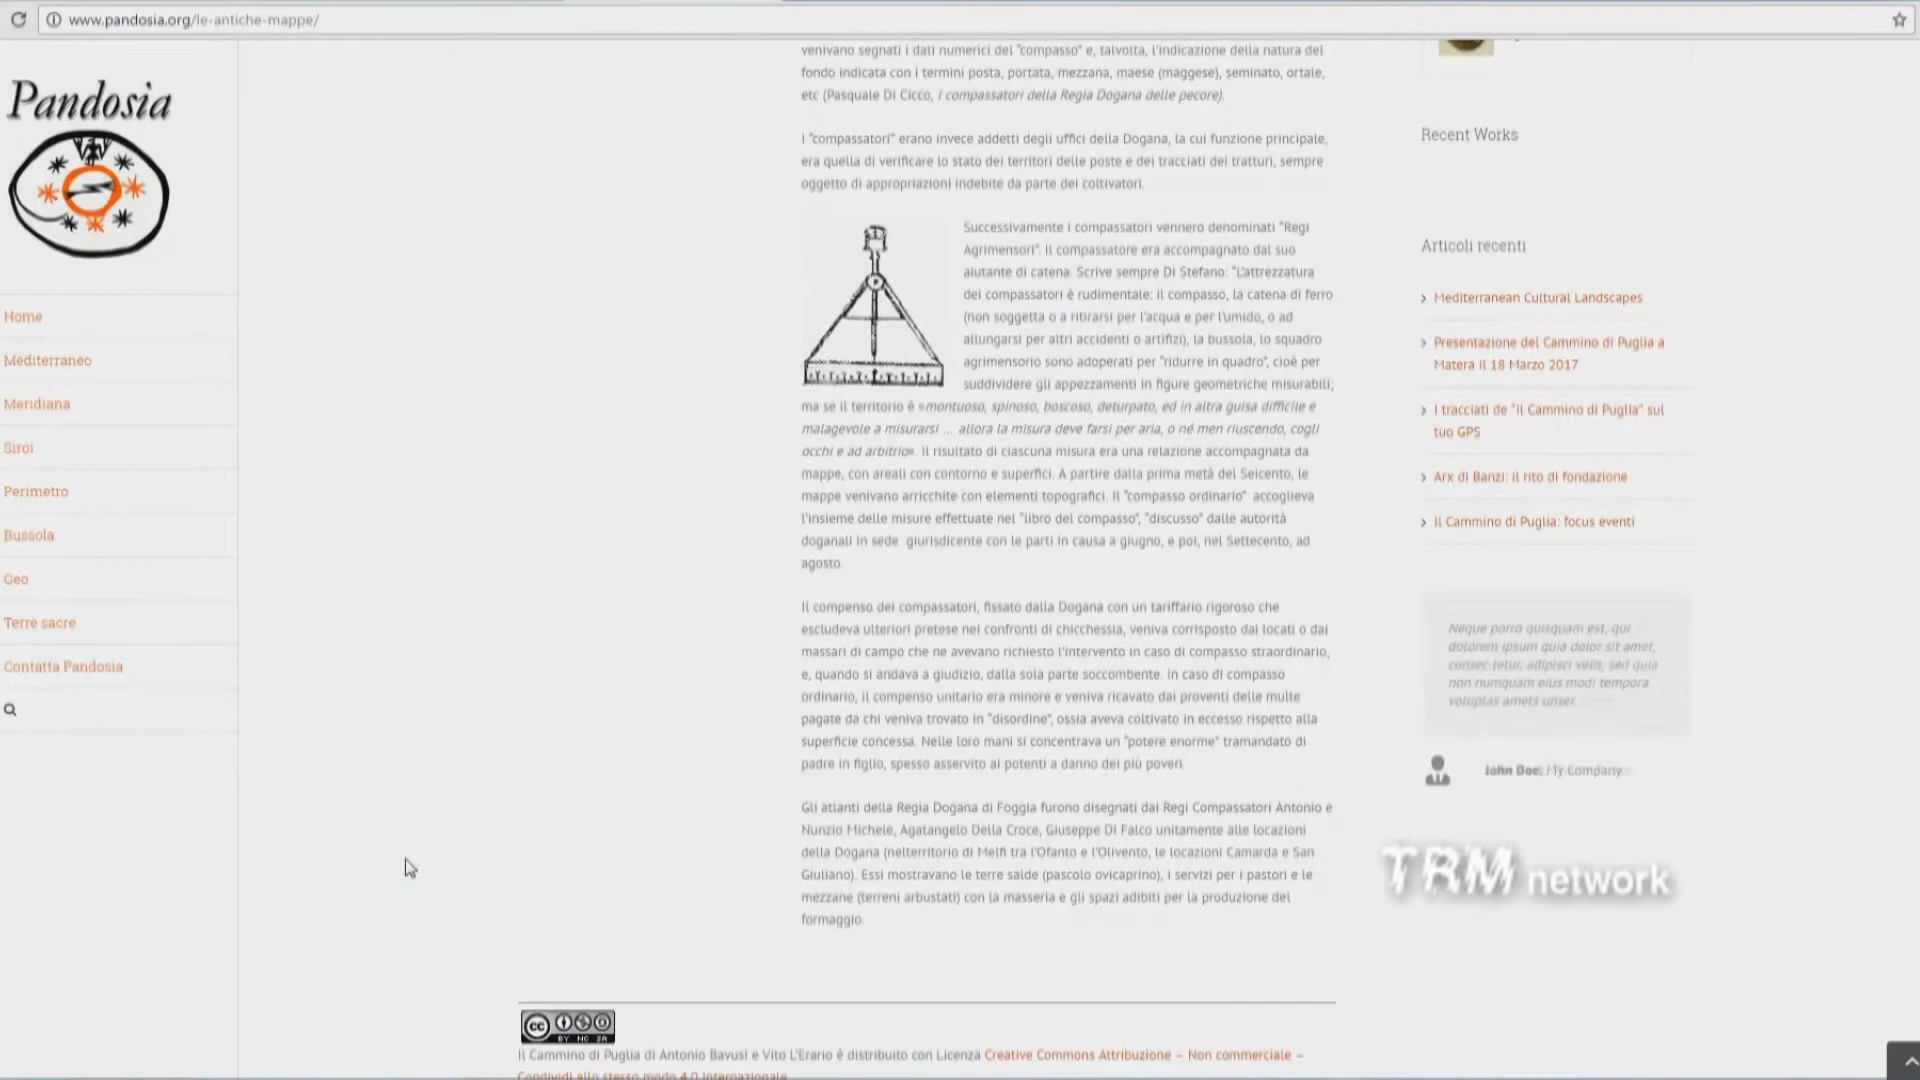 www.pandosia.org/le-antiche-mappe/
Pandosia
Home
Mediterraneo
Meridiana
Siroi
Perimetro
Bussola
Geo
Terre sacre
Contatta Pandosia
venivano segnati i dati numerici del "compasso" e, talvolta, l'indicazione della natura del
fondo indicata con i termini posta, portata, mezzana, maese (maggese), seminato, ortale,
etc (Pasquale Di Cicco, I compassatori della Regia Dogana delle pecore).
I "compassatori" erano invece addetti degli uffici della Dogana, la cui funzione principale,
era quella di verificare lo stato dei territori delle poste e dei tracciati dei tratturi, sempre
oggetto di appropriazioni indebite da parte dei coltivatori.
Successivamente i compassatori vennero denominati "Regi
Agrimensori". Il compassatore era accompagnato dal suo
aiutante di catena. Scrive sempre Di Stefano: "L'attrezzatura
dei compassatori è rudimentale: il compasso, la catena di ferro
(non soggetta o a ritirarsi per l'acqua e per l'umido, o ad
allungarsi per altri accidenti o artifizi), la bussola, lo squadro
agrimensorio sono adoperati per "ridurre in quadro", cioè per
suddividere gli appezzamenti in figure geometriche misurabili;
ma se il territorio è «montuoso, spinoso, boscoso, deturpato, ed in altra guisa difficile e
malagevole a misurarsi ... allora la misura deve farsi per aria, o né men riuscendo, cogli
occhi e ad arbitrio». Il risultato di ciascuna misura era una relazione accompagnata da
mappe, con areali con contorno e superfici. A partire dalla prima metà del Seicento, le
mappe venivano arricchite con elementi topografici. Il "compasso ordinario" accoglieva
l'insieme delle misure effettuate nel "libro del compasso", "discusso" dalle autorità
doganali in sede giurisdicente con le parti in causa a giugno, e poi, nel Settecento, ad
agosto.
Il compenso dei compassatori, fissato dalla Dogana con un tariffario rigoroso che
escludeva ulteriori pretese nei confronti di chicchessia, veniva corrisposto dai locati o dai
massari di campo che ne avevano richiesto l'intervento in caso di compasso straordinario,
e, quando si andava a giudizio, dalla sola parte soccombente. In caso di compasso
ordinario, il compenso unitario era minore e veniva ricavato dai proventi delle multe
pagate da chi veniva trovato in "disordine", ossia aveva coltivato in eccesso rispetto alla
superficie concessa. Nelle loro mani si concentrava un "potere enorme" tramandato di
padre in figlio, spesso asservito ai potenti a danno dei più poveri.
Gli atlanti della Regia Dogana di Foggia furono disegnati dai Regi Compassatori Antonio e
Nunzio Michele, Agatangelo Della Croce, Giuseppe Di Falco unitamente alle locazioni
della Dogana (nelterritorio di Melfi tra l'Ofanto e l'Olivento, le locazioni Camarda e San
Giuliano). Essi mostravano le terre salde (pascolo ovicaprino), i servizi per i pastori e le
mezzane (terreni arbustati) con la masseria e gli spazi adibiti per la produzione del
formaggio.
Recent Works
Articoli recenti
Mediterranean Cultural Landscapes
Presentazione del Cammino di Puglia a
Matera il 18 Marzo 2017
I tracciati de "Il Cammino di Puglia" sul
tuo GPS
Arx di Banzi: il rito di fondazione
Il Cammino di Puglia: focus eventi
Neque porro quisquam est, qui
dolorem ipsum quia dolor sit amet,
consec tetur, adipisci velit, sed quia
non numquam eius modi tempora
voluptas amets unser.
John Doe, My Company
TRM network
cc
BY NC SA
Il Cammino di Puglia di Antonio Bavusi e Vito L'Erario è distribuito con Licenza Creative Commons Attribuzione – Non commerciale –
Condividi allo stesso modo 4.0 Internazionale